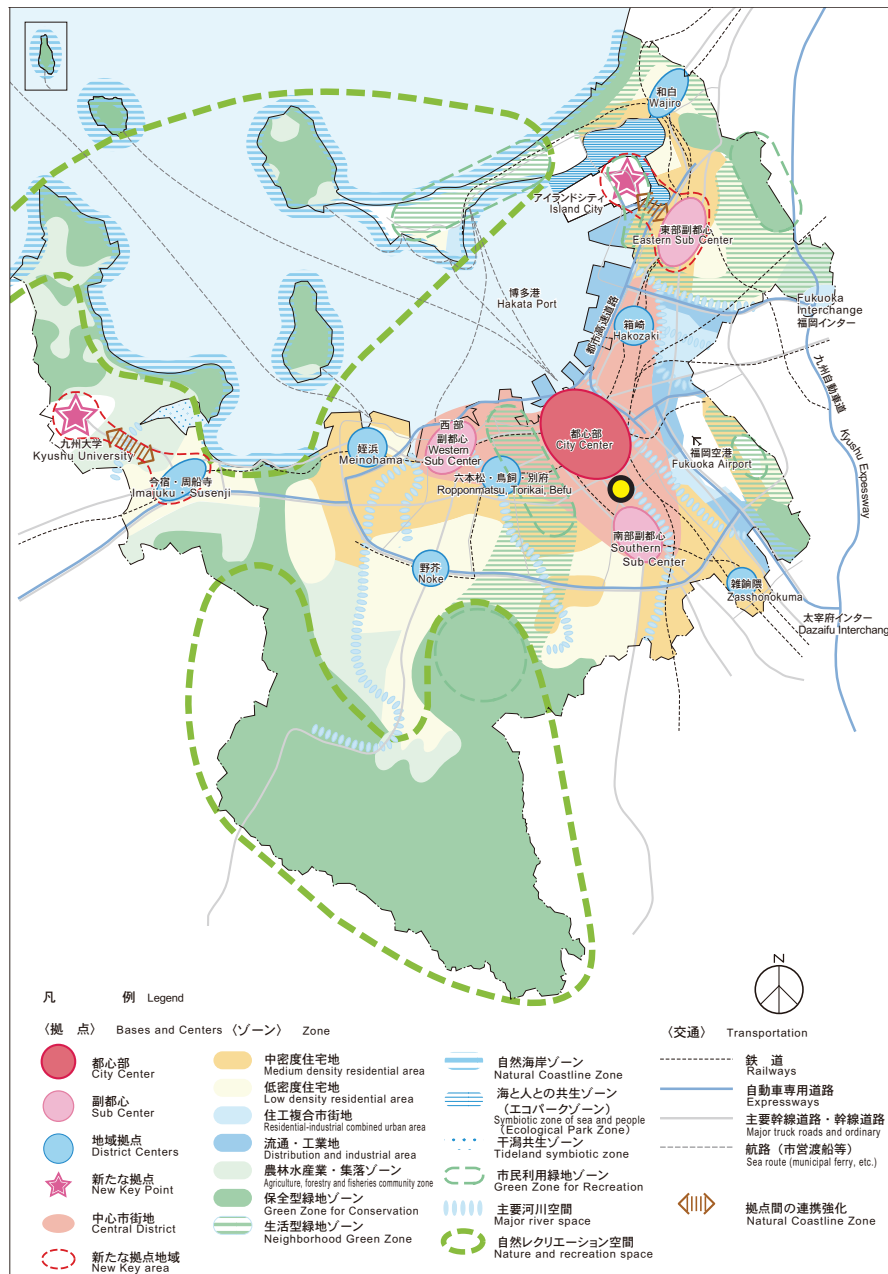 和白
Wajiro
アイランドシティ
Island City
東部副都心
Eastern Sub Center
博多港
Hakata Port
都市高速道路
箱崎
Hakozaki
Fukuoka
Interchange
福岡インター
九州自動車道
Kyushu Expressway
九州大学
Kyushu University
今宿・周船寺
Imajuku・Susenji
姪浜
Meinohama
西部
副都心
Western
Sub Center
都心部
City Center
福岡空港
Fukuoka Airport
六本松・鳥飼・別府
Ropponmatsu, Torikai, Befu
南部副都心
Southern
Sub Center
野芥
Noke
雑餉隈
Zasshonokuma
太宰府インター
Dazaifu Interchang
N
凡 例 Legend
〈拠 点〉 Bases and Centers
都心部
City Center
副都心
Sub Center
地域拠点
District Centers
新たな拠点
New Key Point
中心市街地
Central District
新たな拠点地域
New Key area
〈ゾーン〉 Zone
中密度住宅地
Medium density residential area
低密度住宅地
Low density residential area
住工複合市街地
Residential-industrial combined urban area
流通・工業地
Distribution and industrial area
農林水産業・集落ゾーン
Agriculture, forestry and fisheries community zone
保全型緑地ゾーン
Green Zone for Conservation
生活型緑地ゾーン
Neighborhood Green Zone
自然海岸ゾーン
Natural Coastline Zone
海と人との共生ゾーン
（エコパークゾーン）
Symbiotic zone of sea and people
(Ecological Park Zone)
干潟共生ゾーン
Tideland symbiotic zone
市民利用緑地ゾーン
Green Zone for Recreation
主要河川空間
Major river space
自然レクリエーション空間
Nature and recreation space
〈交通〉 Transportation
鉄 道
Railways
自動車専用道路
Expressways
主要幹線道路・幹線道路
Major truck roads and ordinary
航路（市営渡船等）
Sea route (municipal ferry, etc.)
拠点間の連携強化
Natural Coastline Zone